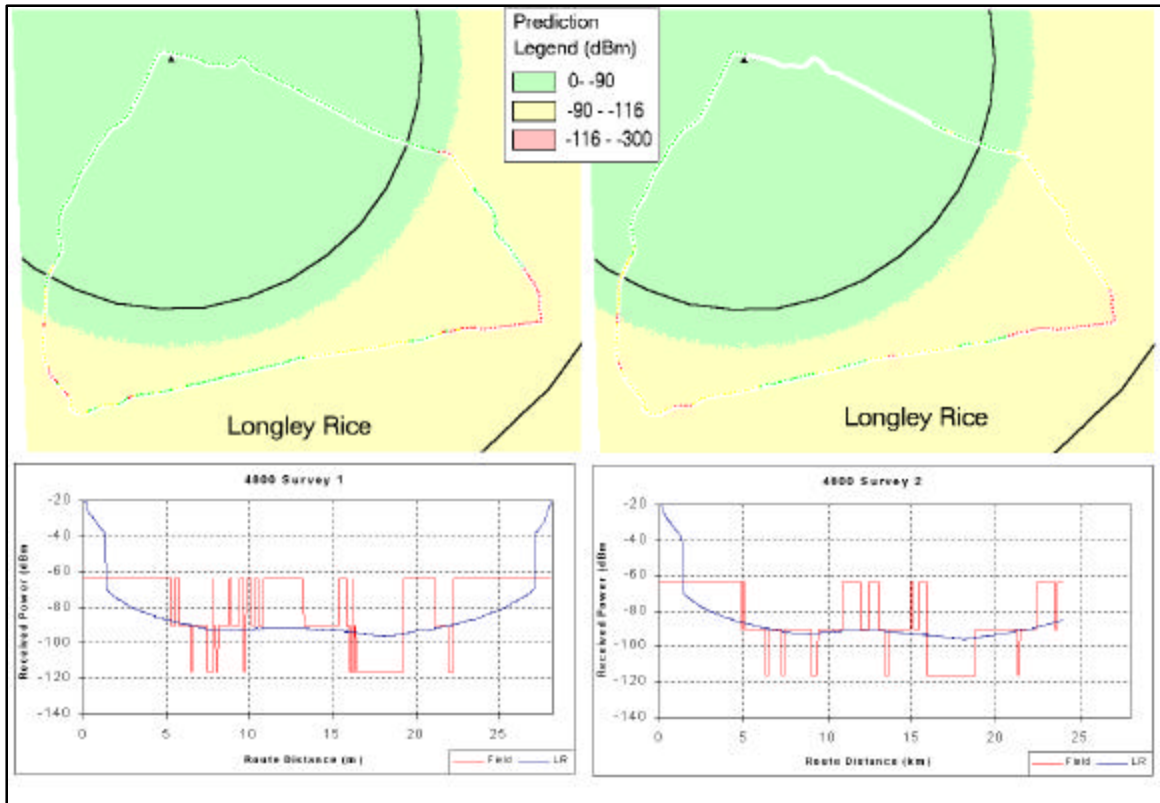 Prediction
Legend (dBm)
0- -90
-90 - -116
-116 - -300
Longley Rice
Longley Rice
4800 Survey 1
Received Power (dBm
-20
-40
-60
-80
-100
-120
-140
0 5 10 15 20 25
Route Distance (m)
Field LR
4800 Survey 2
Received Power (dBm
-20
-40
-60
-80
-100
-120
-140
0 5 10 15 20 25
Route Distance (km)
Field LR